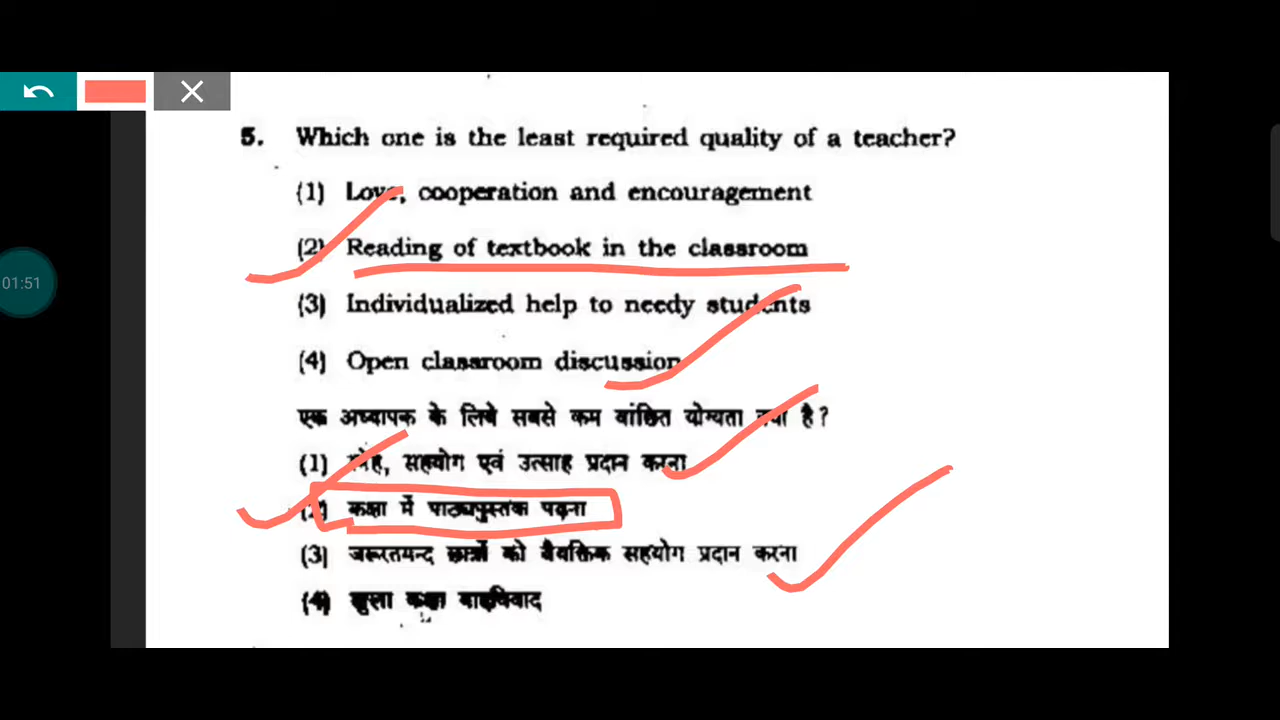 01:51
5. Which one is the least required quality of a teacher?
(1) Love, cooperation and encouragement
(2) Reading of textbook in the classroom
(3) Individualized help to needy students
(4) Open classroom discussion
एक अध्यापक के लिये सबसे कम वांछित योग्यता क्या है?
(1) स्नेह, सहयोग एवं उत्साह प्रदान करना
(2) कक्षा में पाठ्यपुस्तक पढ़ना
(3) जरूरतमन्द छात्रों को वैयक्तिक सहयोग प्रदान करना
(4) खुला कक्षा वादविवाद